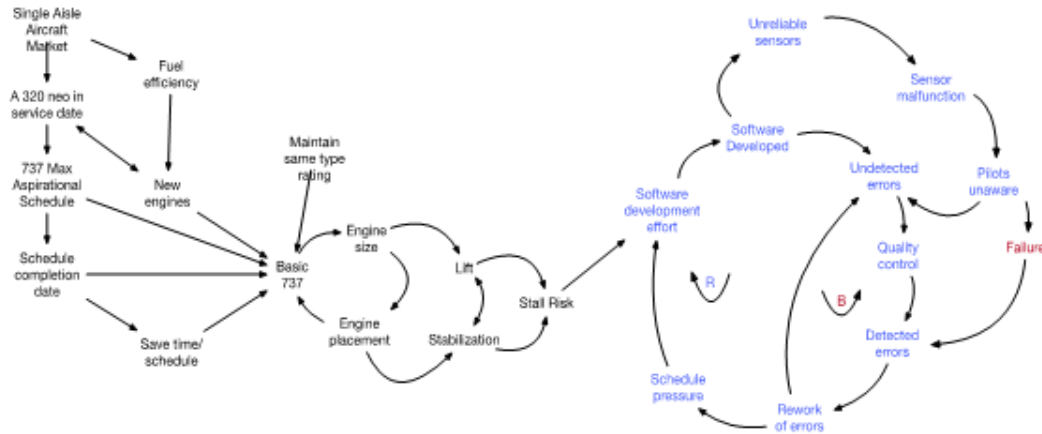 Single Aisle
Aircraft
Market
Fuel
efficiency
A 320 neo in
service date
737 Max
Aspirational
Schedule
New
engines
Schedule
completion
date
Save time/
schedule
Maintain
same type
rating
Basic
737
Engine
size
Engine
placement
Lift
Stabilization
Stall Risk
Software
development
effort
Software
Developed
Unreliable
sensors
Sensor
malfunction
Pilots
unaware
Undetected
errors
Failure
Quality
control
R
B
Detected
errors
Schedule
pressure
Rework
of errors